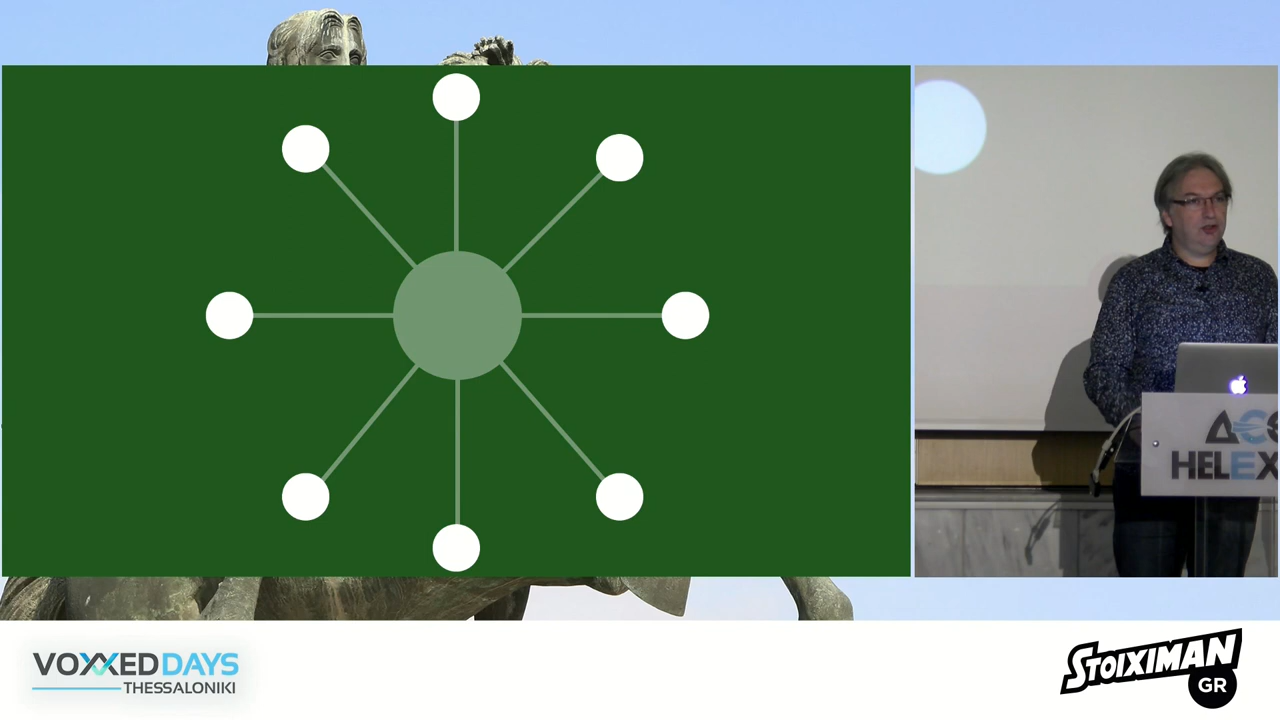 HELEX
VOXXED DAYS
THESSALONIKI
STOIXIMAN
GR